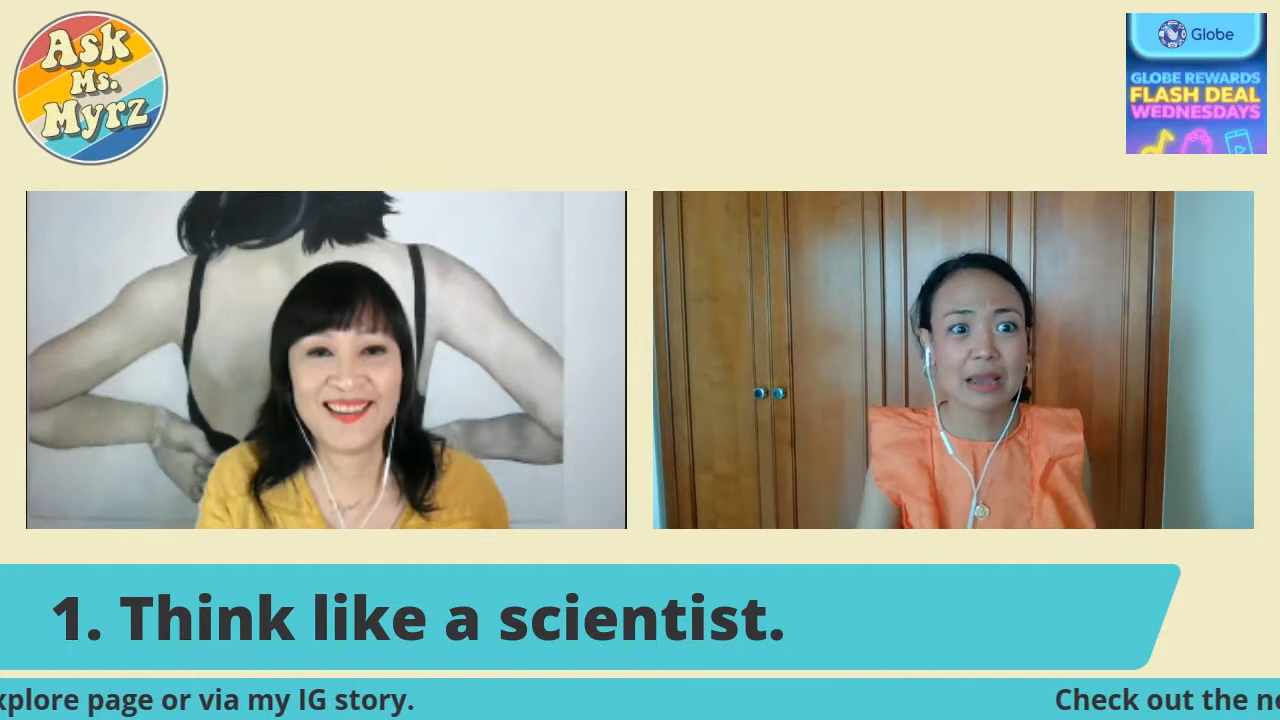 Ask
Ms.
Myrz
Globe
GLOBE REWARDS
FLASH DEAL
WEDNESDAYS
1. Think like a scientist.
xplore page or via my IG story.
Check out the ne